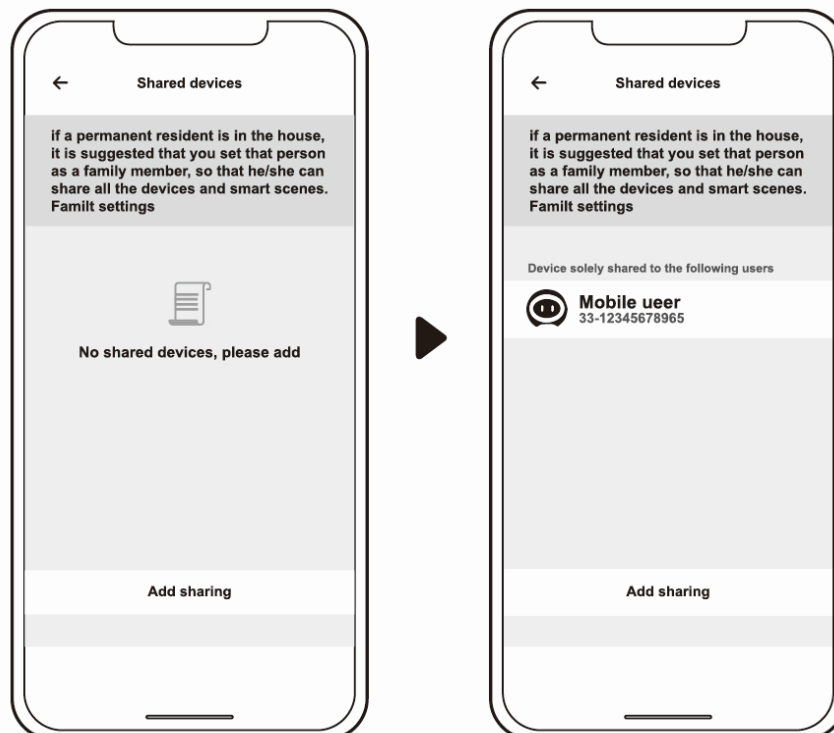 Shared devices
if a permanent resident is in the house,
it is suggested that you set that person
as a family member, so that he/she can
share all the devices and smart scenes.
Familt settings
No shared devices, please add
Add sharing
Shared devices
if a permanent resident is in the house,
it is suggested that you set that person
as a family member, so that he/she can
share all the devices and smart scenes.
Familt settings
Device solely shared to the following users
Mobile ueer
33-12345678965
Add sharing